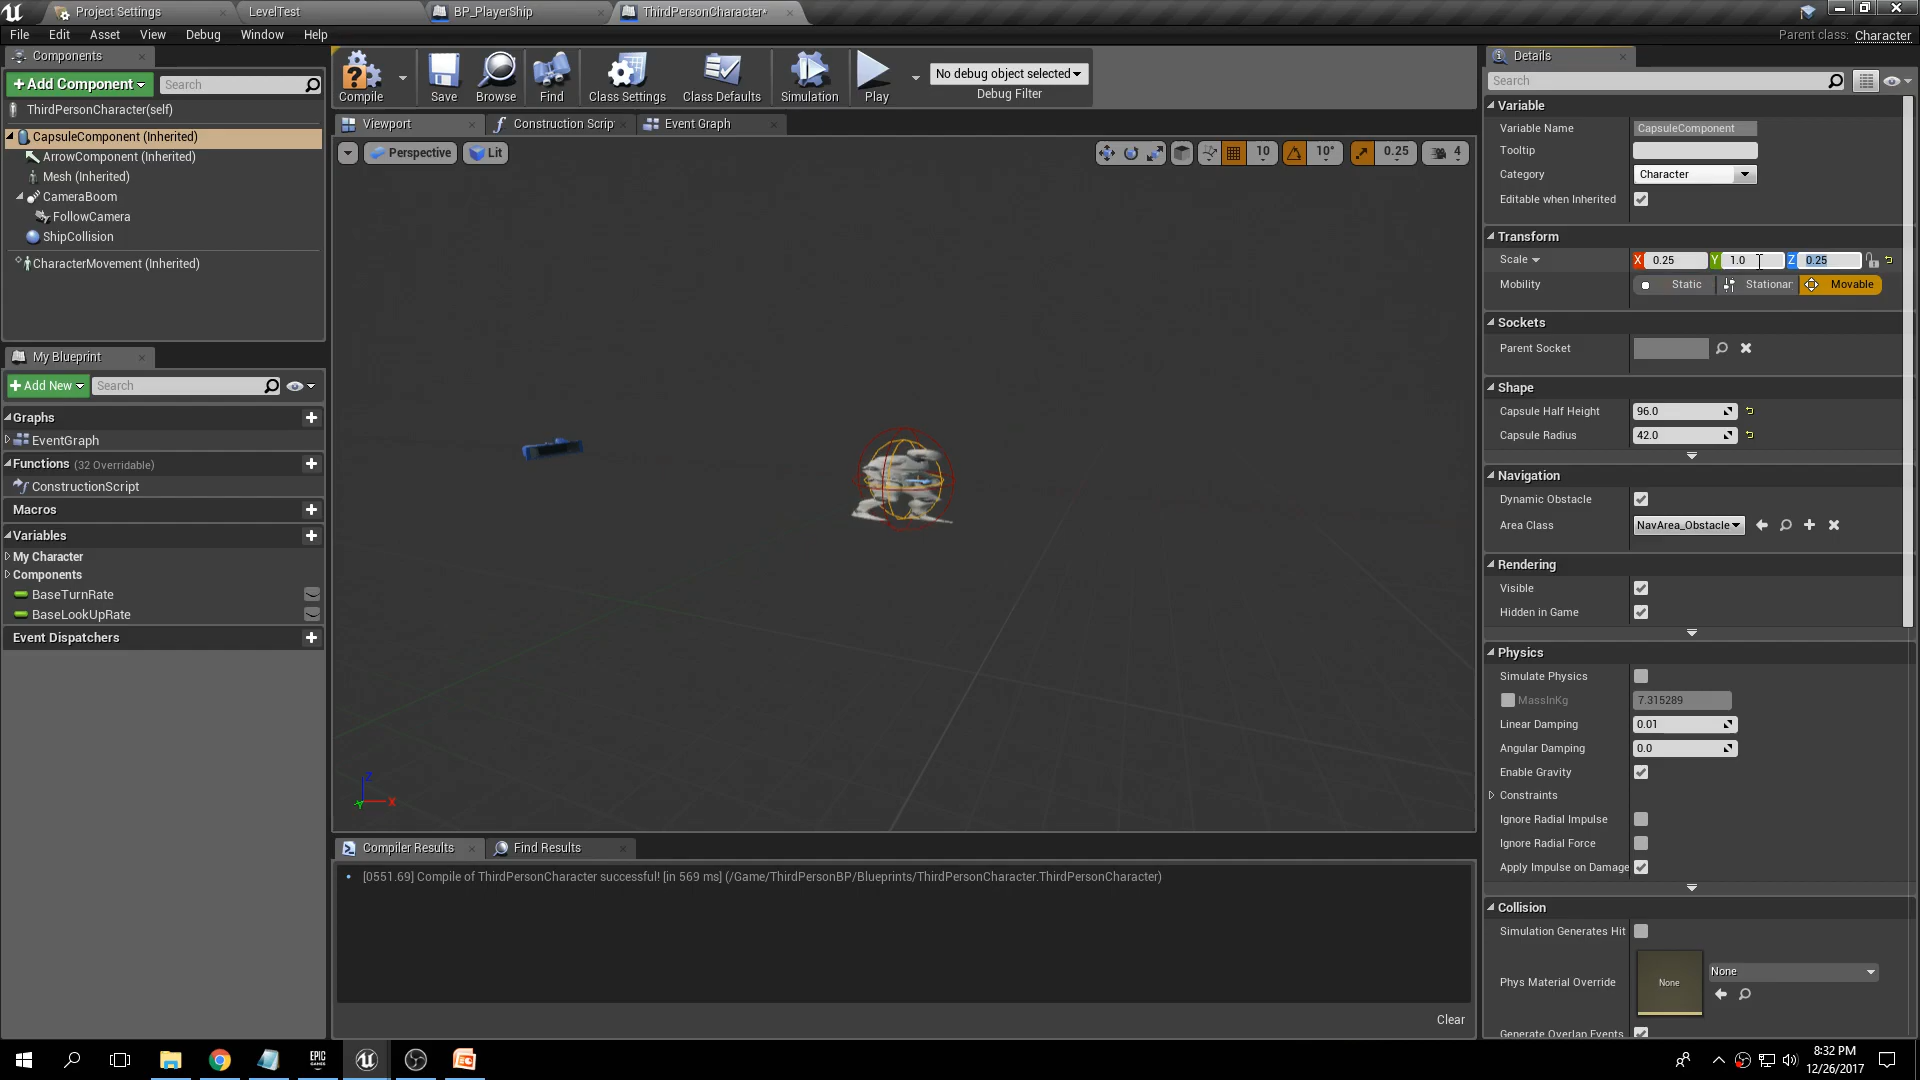 Project Settings
LevelTest
BP_PlayerShip
ThirdPersonCharacter*
File Edit Asset View Debug Window Help
Parent class: Character
Components
+Add Component
Search
ThirdPersonCharacter(self)
CapsuleComponent (Inherited)
ArrowComponent (Inherited)
Mesh (Inherited)
CameraBoom
FollowCamera
ShipCollision
CharacterMovement (Inherited)
My Blueprint
+Add New
Search
Graphs
EventGraph
Functions (32 Overridable)
ConstructionScript
Macros
Variables
My Character
Components
BaseTurnRate
BaseLookUpRate
Event Dispatchers
Compile
Save
Browse
Find
Class Settings
Class Defaults
Simulation
Play
No debug object selected
Debug Filter
Viewport
Construction Scrip
Event Graph
Perspective
Lit
10
10°
0.25
4
Z
X
Y
Compiler Results
Find Results
[0551.69] Compile of ThirdPersonCharacter successful! [in 569 ms] (/Game/ThirdPersonBP/Blueprints/ThirdPersonCharacter.ThirdPersonCharacter)
Clear
Details
Search
Variable
Variable Name CapsuleComponent
Tooltip
Category Character
Editable when Inherited
Transform
Scale X 0.25 Y 1.0 Z 0.25
Mobility Static Stationar Movable
Sockets
Parent Socket
Shape
Capsule Half Height 96.0
Capsule Radius 42.0
Navigation
Dynamic Obstacle
Area Class NavArea_Obstacle
Rendering
Visible
Hidden in Game
Physics
Simulate Physics
MassInKg 7.315289
Linear Damping 0.01
Angular Damping 0.0
Enable Gravity
Constraints
Ignore Radial Impulse
Ignore Radial Force
Apply Impulse on Damage
Collision
Simulation Generates Hit
None
None
Phys Material Override
Generate Overlap Events
EPIC GAMES
8:32 PM
12/26/2017